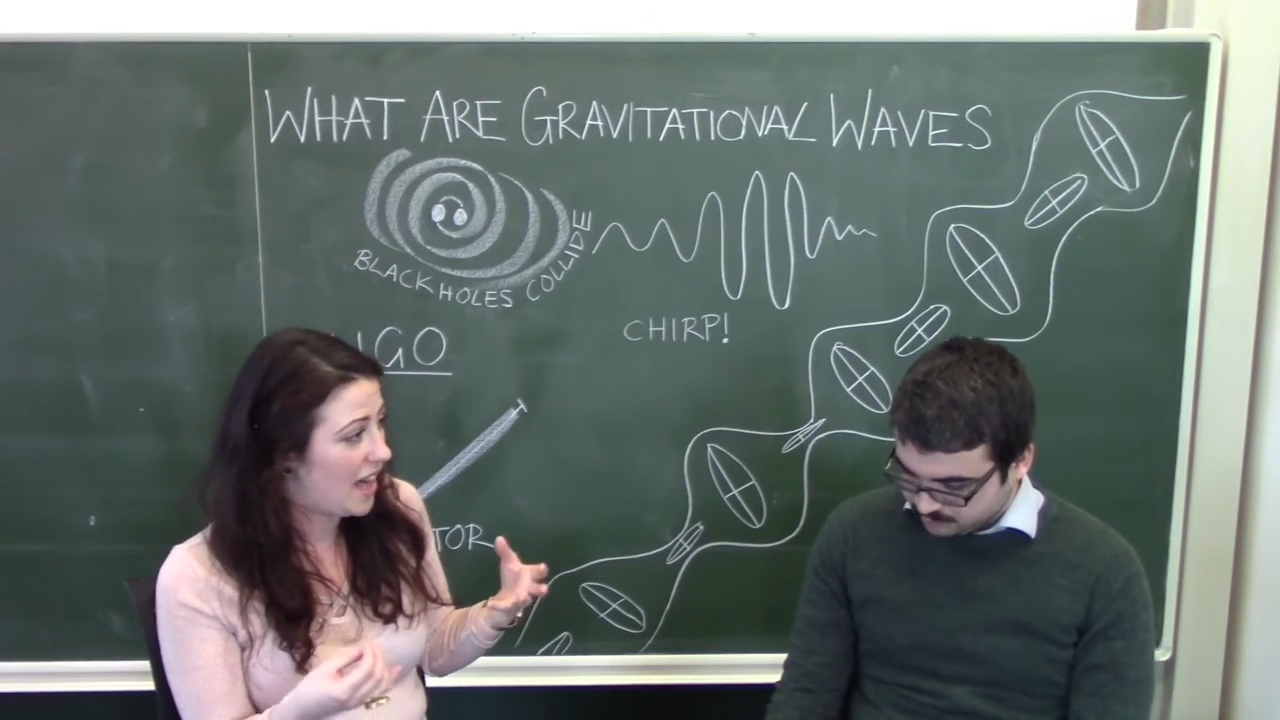 WHAT ARE GRAVITATIONAL WAVES
BLACK HOLES COLLIDE
CHIRP!
IGO
TOR